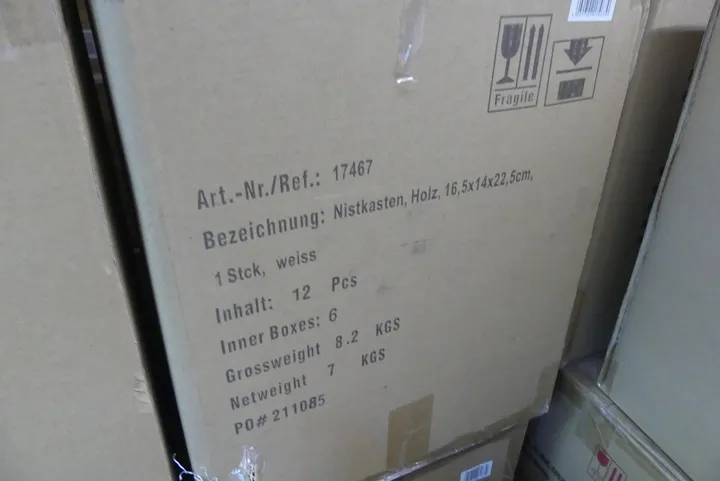 Fragile
Art.-Nr./Ref.: 17467
Bezeichnung: Nistkasten, Holz, 16,5x14x22,5cm,
1 Stck, weiss
Inhalt: 12 Pcs
Inner Boxes: 6
Grossweight 8.2 KGS
Netweight 7 KGS
PO# 211085